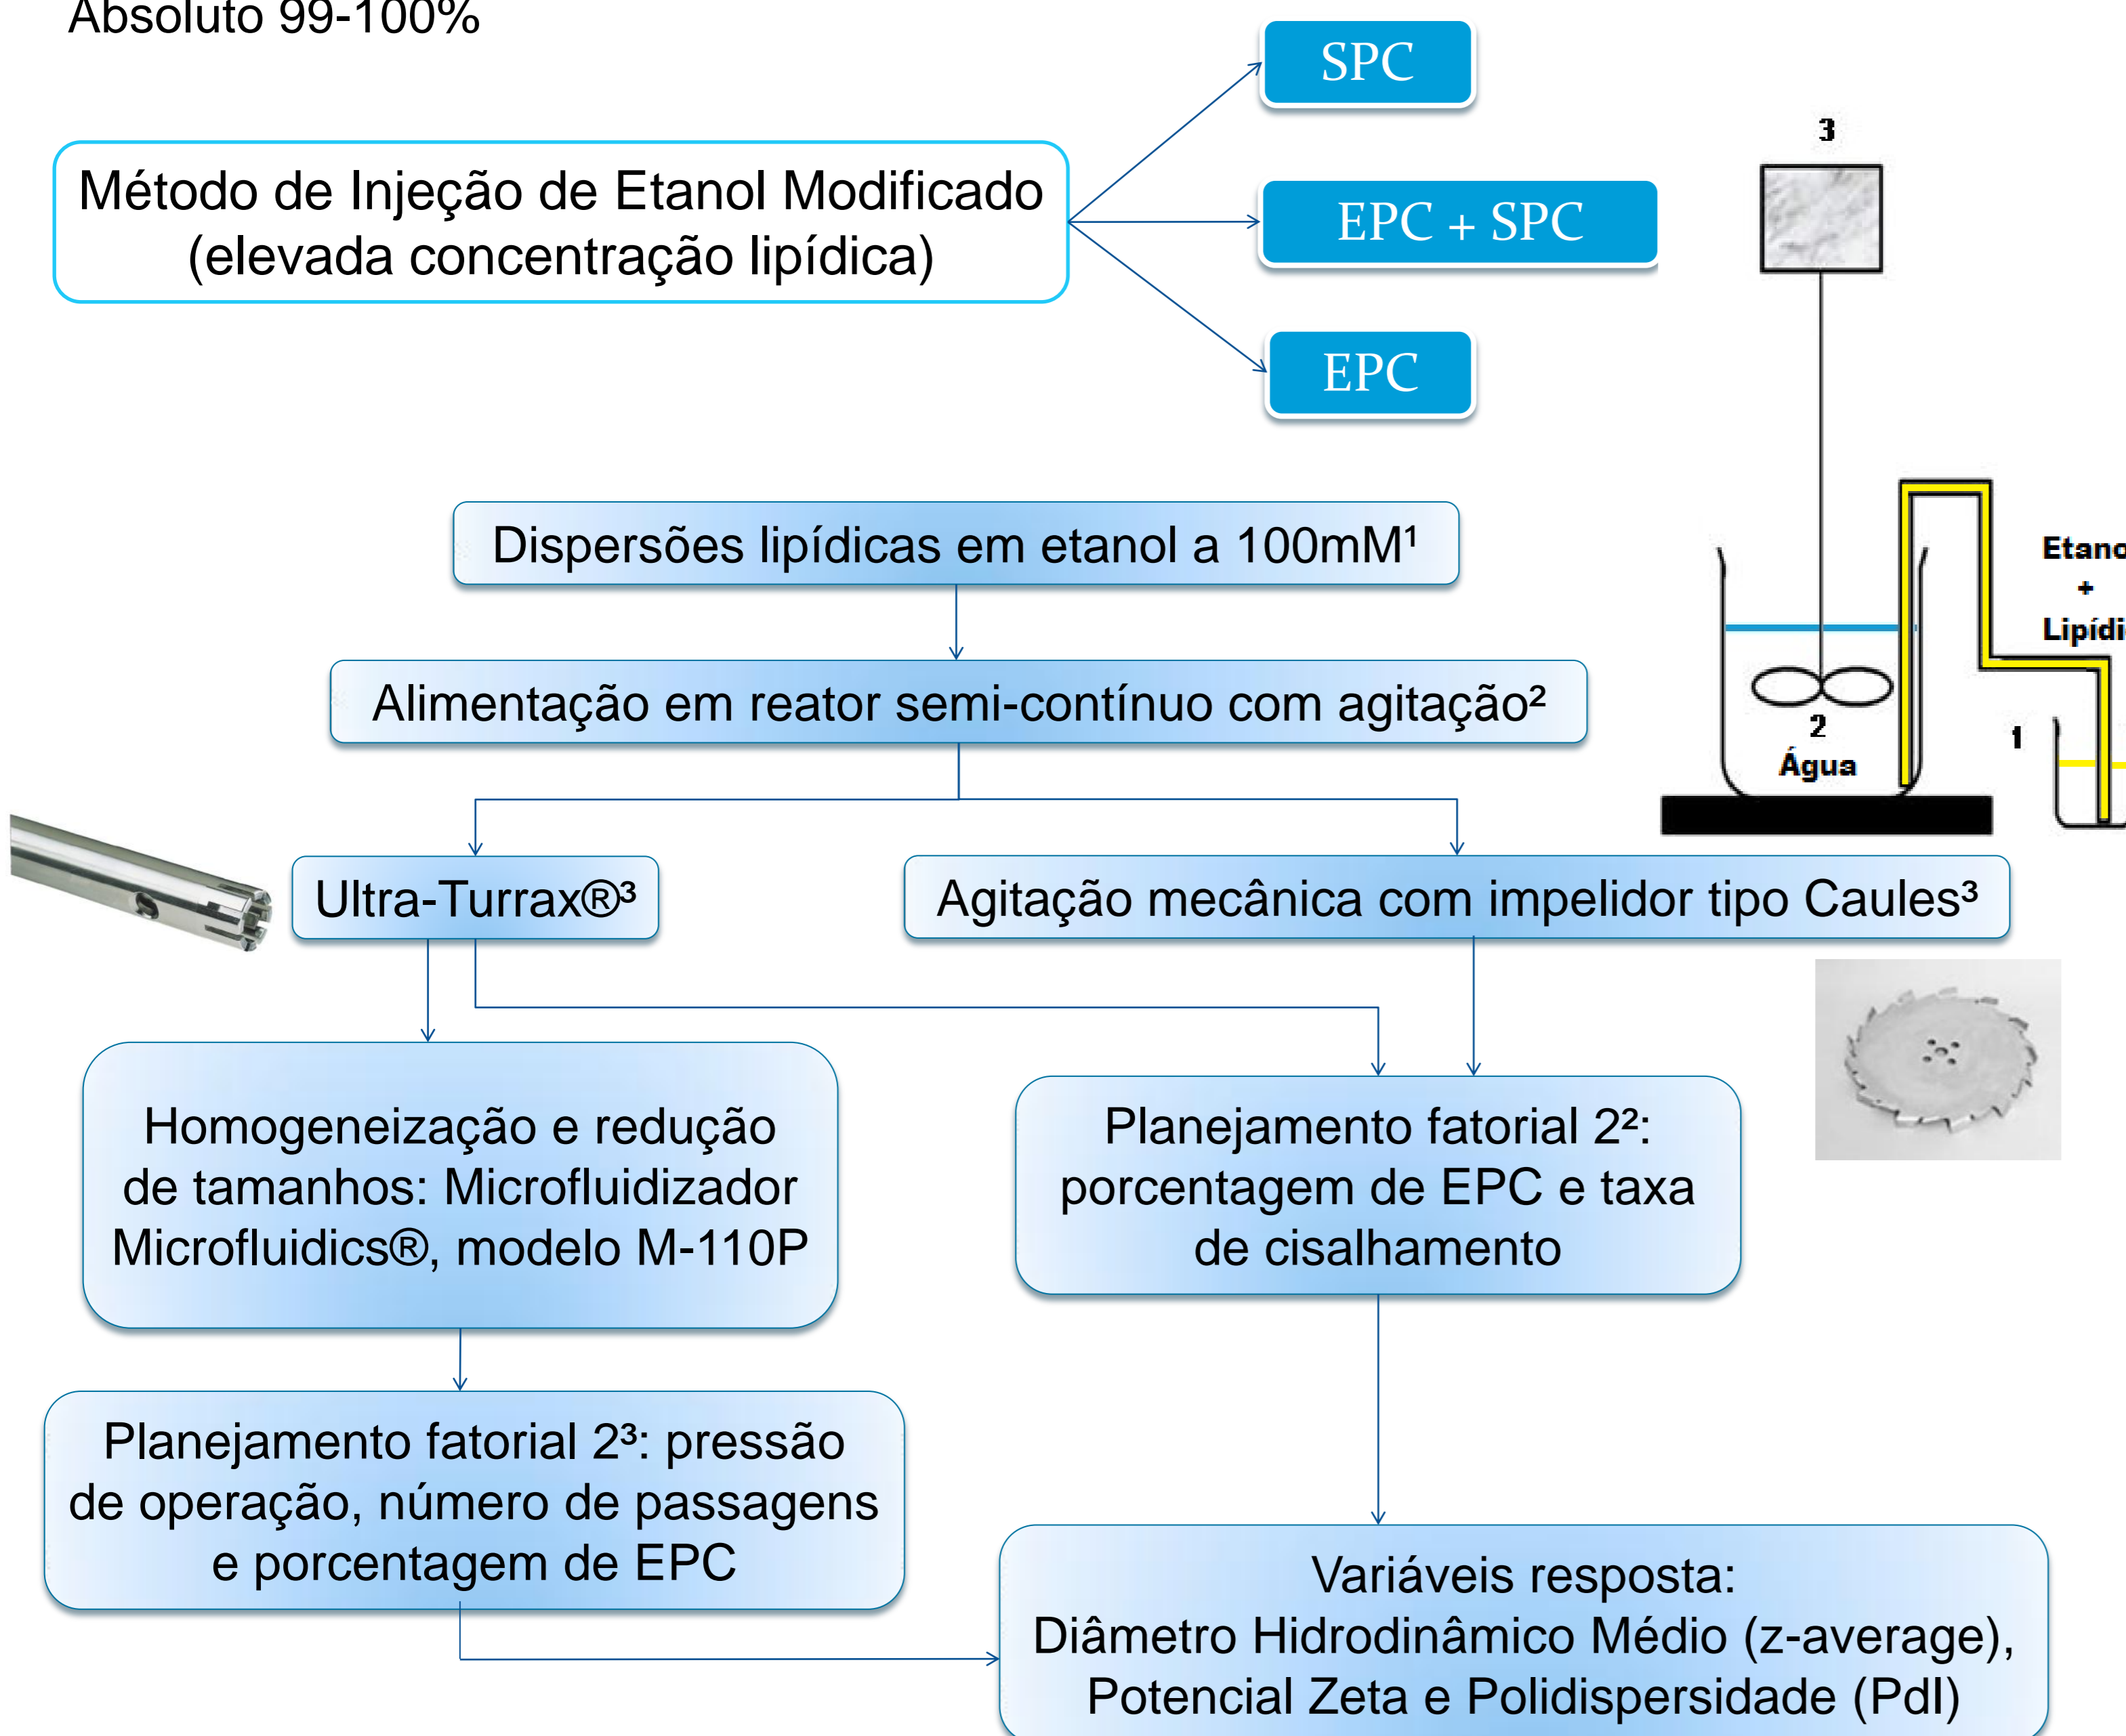 Absoluto 99-100%
SPC
Método de Injeção de Etanol Modificado
(elevada concentração lipídica)
EPC + SPC
EPC
3
Dispersões lipídicas em etanol a 100mM¹
Etano
+
Lipídi
Alimentação em reator semi-contínuo com agitação²
2
Água
1
Ultra-Turrax®³
Agitação mecânica com impelidor tipo Caules³
Homogeneização e redução
de tamanhos: Microfluidizador
Microfluidics®, modelo M-110P
Planejamento fatorial 2²:
porcentagem de EPC e taxa
de cisalhamento
Planejamento fatorial 2³: pressão
de operação, número de passagens
e porcentagem de EPC
Variáveis resposta:
Diâmetro Hidrodinâmico Médio (z-average),
Potencial Zeta e Polidispersidade (PdI)